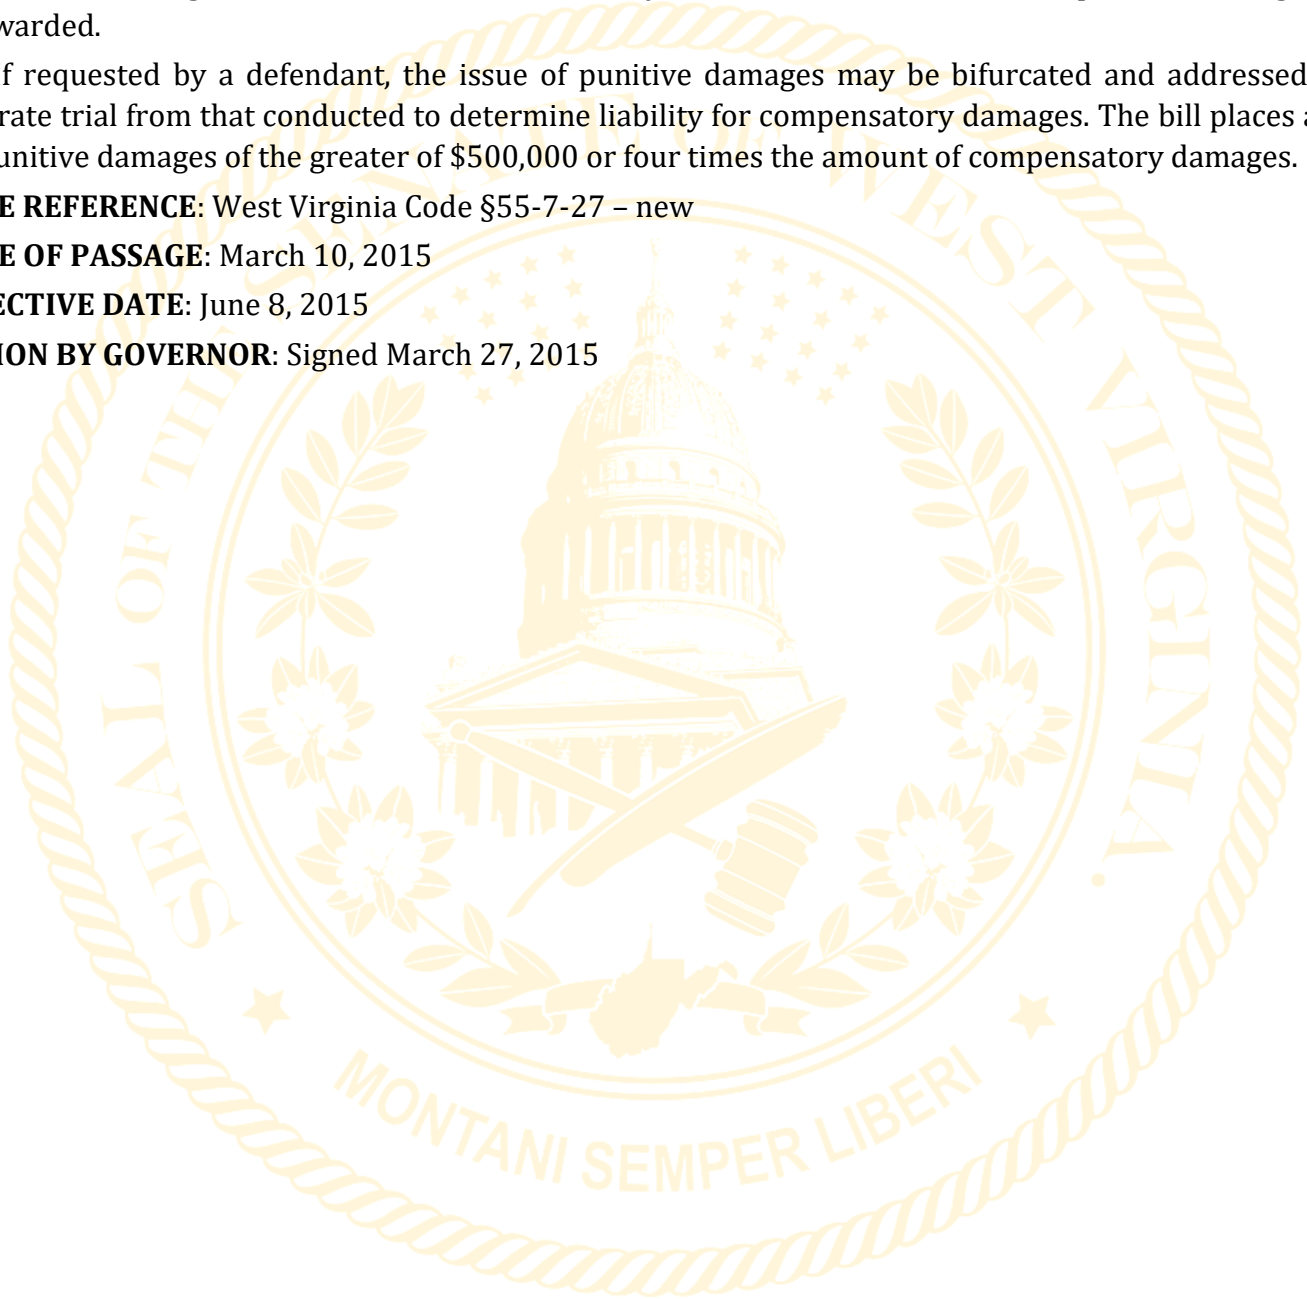 warded.
f requested by a defendant, the issue of punitive damages may be bifurcated and addressed
rate trial from that conducted to determine liability for compensatory damages. The bill places a
unitive damages of the greater of $500,000 or four times the amount of compensatory damages.
E REFERENCE: West Virginia Code §55-7-27 – new
E OF PASSAGE: March 10, 2015
ECTIVE DATE: June 8, 2015
ION BY GOVERNOR: Signed March 27, 2015
SEAL OF THE SENATE OF WEST VIRGINIA
MONTANI SEMPER LIBERI